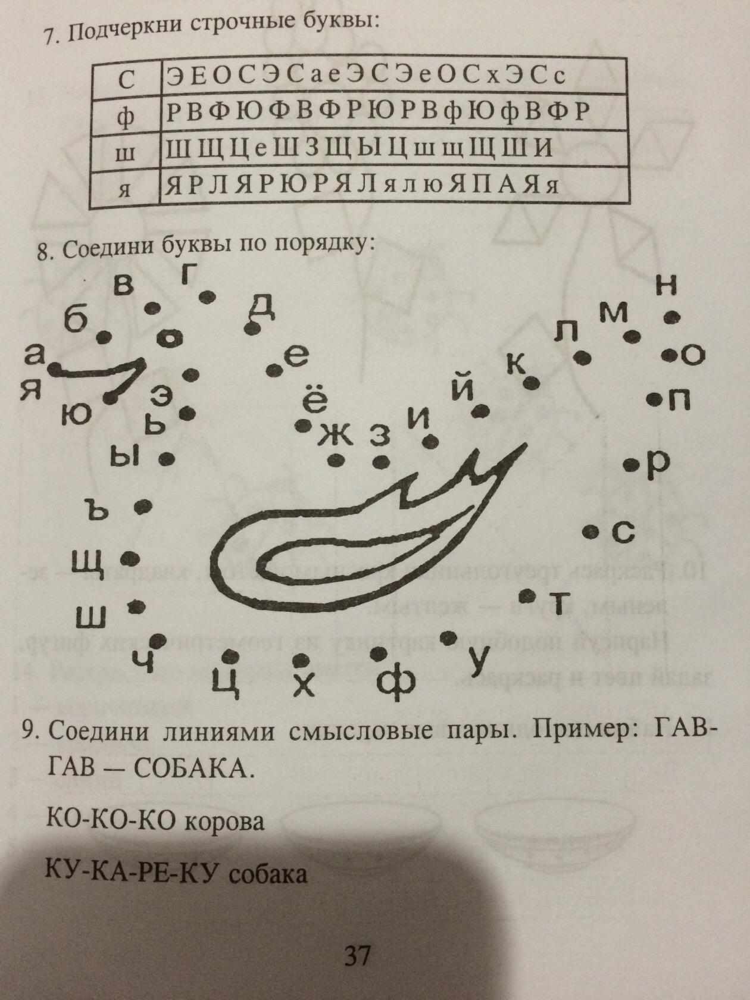 7. Подчеркни строчные буквы:
С Э Е О С Э С а е Э С Э е О С х Э С с
ф Р В Ф Ю Ф В Ф Р Ю Р В ф Ю ф В Ф Р
ш Ш Щ Ц е Ш З Щ Ы Ц ш щ Щ Ш И
я Я Р Л Я Р Ю Р Я Л я л ю Я П А Я я
8. Соедини буквы по порядку:
а
б
в
г
д
е
ё
ж
з
и
й
к
л
м
н
о
п
р
с
т
у
ф
х
ц
ч
ш
щ
ъ
ы
ь
э
ю
я
9. Соедини линиями смысловые пары. Пример: ГАВ-
ГАВ — СОБАКА.
КО-КО-КО корова
КУ-КА-РЕ-КУ собака
37